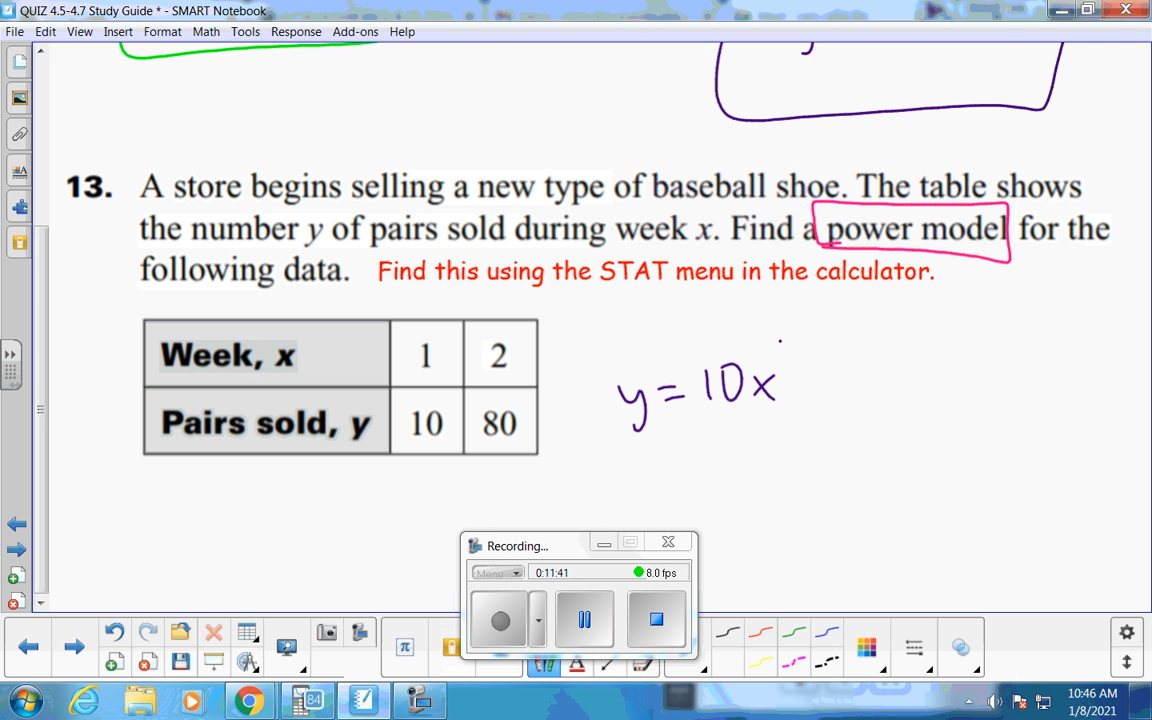 QUIZ 4.5-4.7 Study Guide * - SMART Notebook
File Edit View Insert Format Math Tools Response Add-ons Help
13. A store begins selling a new type of baseball shoe. The table shows
the number y of pairs sold during week x. Find a power model for the
following data. Find this using the STAT menu in the calculator.
Week, x 1 2
Pairs sold, y 10 80
y = 10x
Recording...
Menu 0:11:41 8.0 fps
π A
84 10:46 AM
1/8/2021